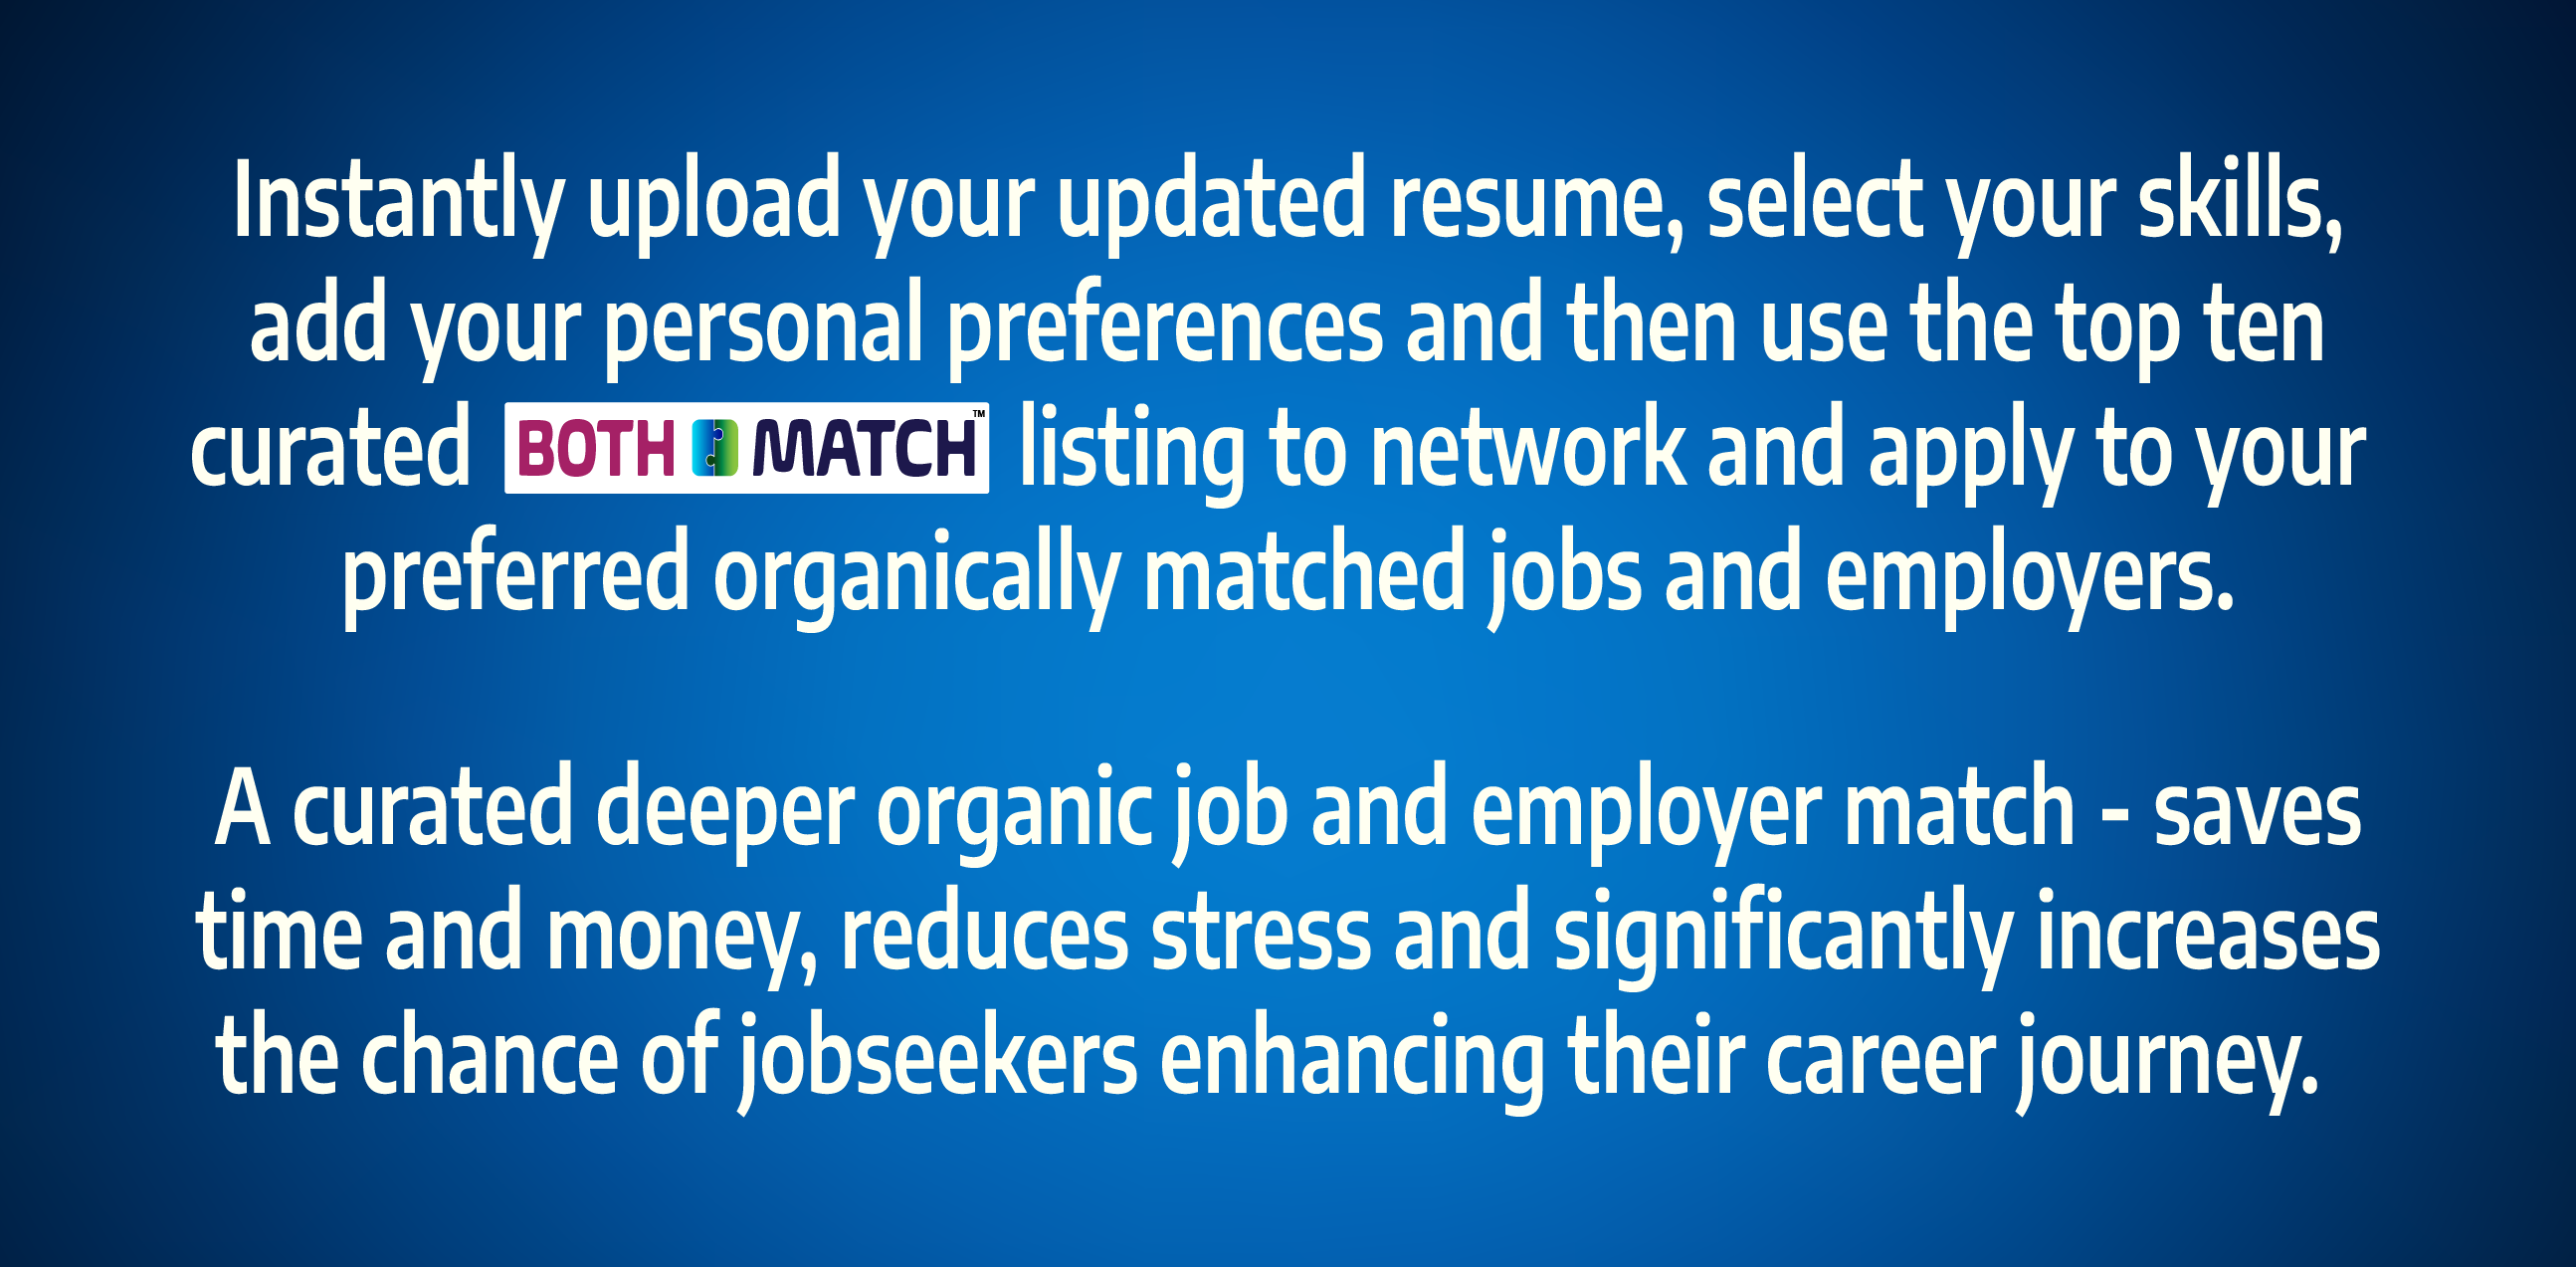 Instantly upload your updated resume, select your skills,
add your personal preferences and then use the top ten
curated BOTH MATCH™ listing to network and apply to your
preferred organically matched jobs and employers.
A curated deeper organic job and employer match - saves
time and money, reduces stress and significantly increases
the chance of jobseekers enhancing their career journey.